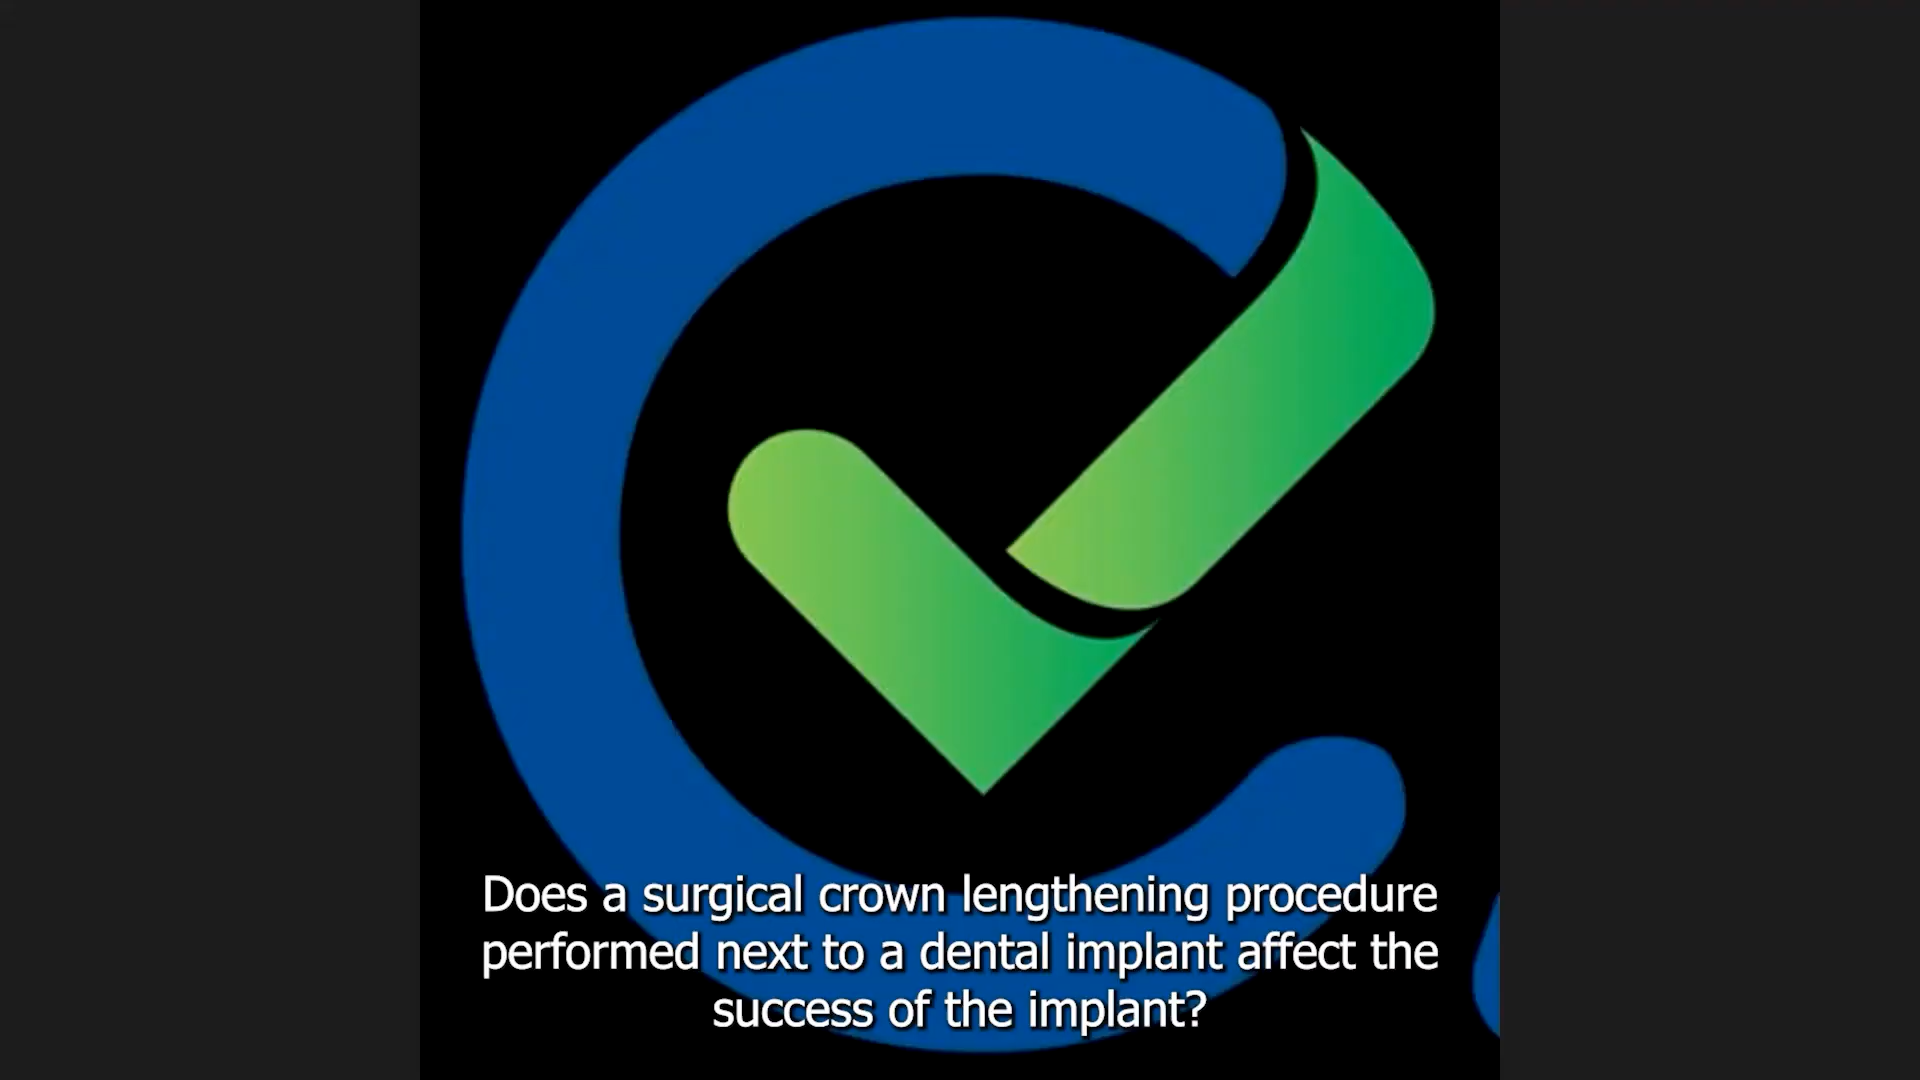 Does a surgical crown lengthening procedure
performed next to a dental implant affect the
success of the implant?